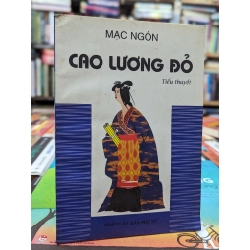 MẠC NGÔN
CAO LƯƠNG ĐỎ
Tiểu thuyết